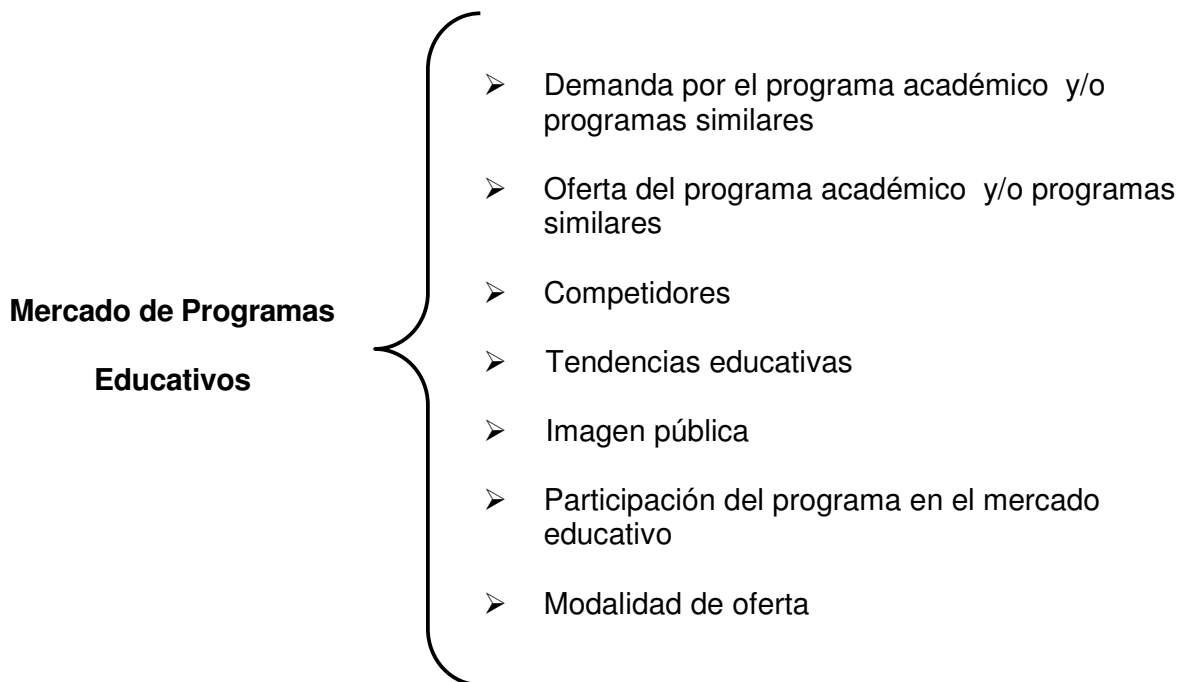 Mercado de Programas
Educativos
➢ Demanda por el programa académico y/o
programas similares
➢ Oferta del programa académico y/o programas
similares
➢ Competidores
➢ Tendencias educativas
➢ Imagen pública
➢ Participación del programa en el mercado
educativo
➢ Modalidad de oferta